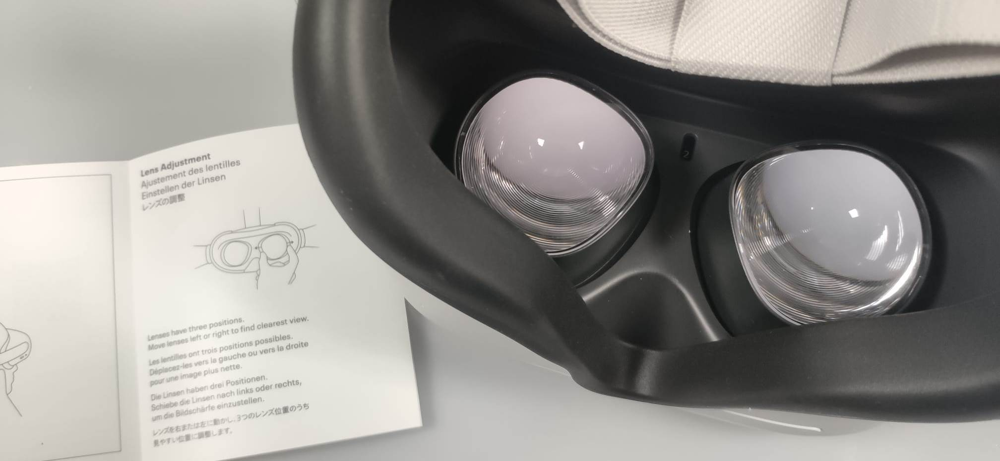 Lens Adjustment
Ajustement des lentilles
Einstellen der Linsen
レンズの調整
Lenses have three positions.
Move lenses left or right to find clearest view.
Les lentilles ont trois positions possibles.
Déplacez-les vers la gauche ou vers la droite
pour une image plus nette.
Die Linsen haben drei Positionen.
Schiebe die Linsen nach links oder rechts,
um die Bildschärfe einzustellen.
レンズを右または左に動かし、3つのレンズ位置のうち
見やすい位置に調整します。
2